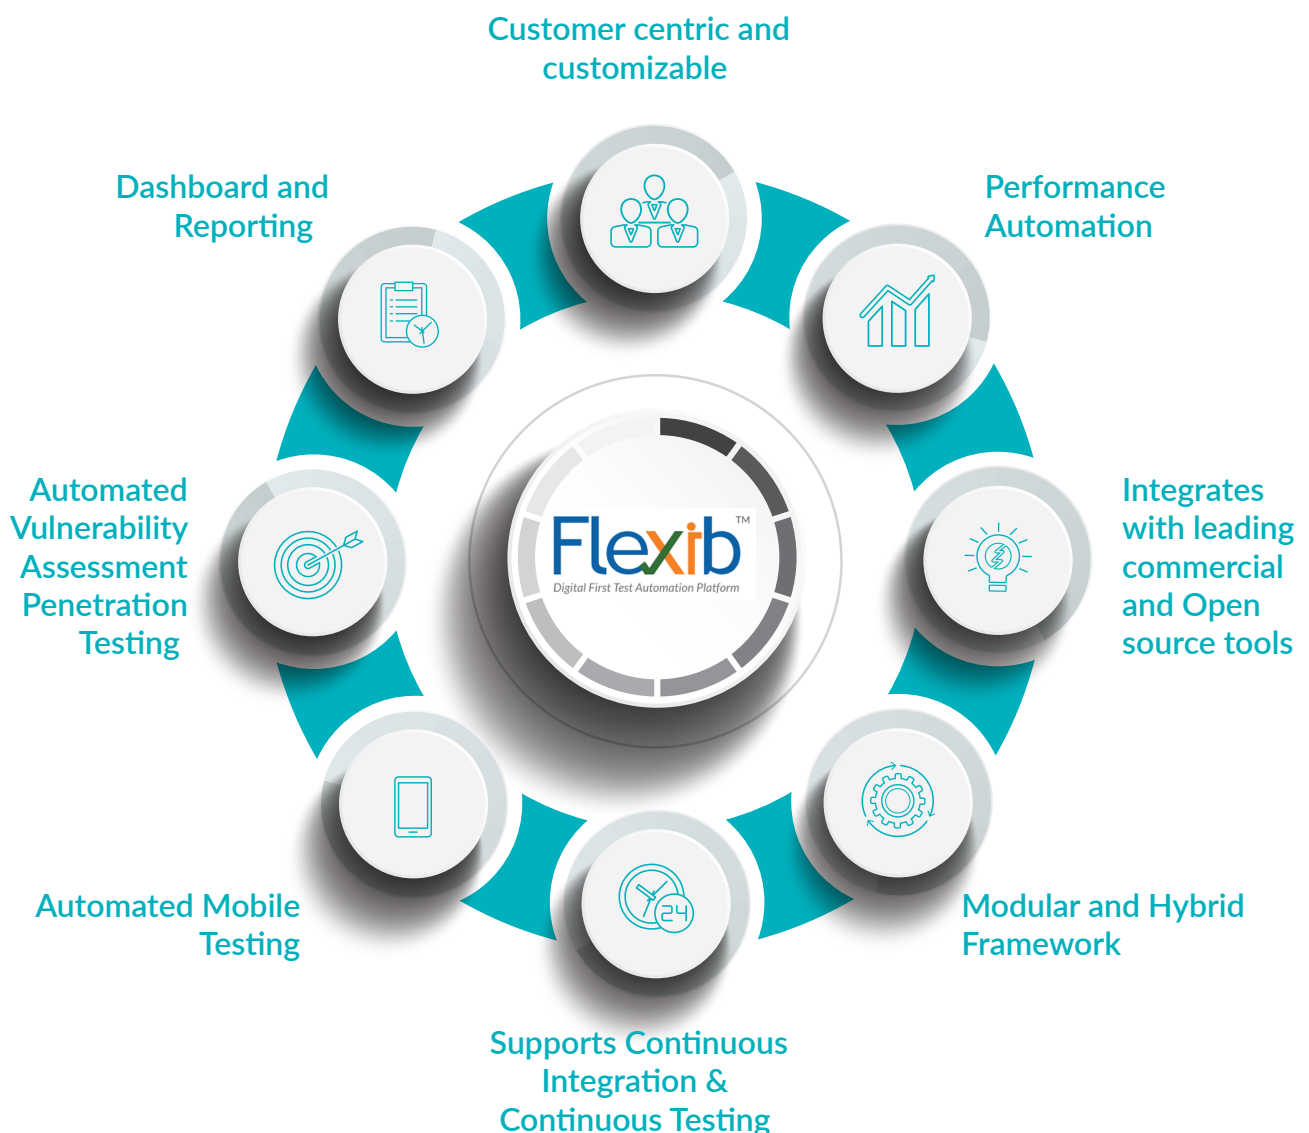 Customer centric and
customizable
Dashboard and
Reporting
Performance
Automation
Automated
Vulnerability
Assessment
Penetration
Testing
Flexib™
Digital First Test Automation Platform
Integrates
with leading
commercial
and Open
source tools
24
Automated Mobile
Testing
Modular and Hybrid
Framework
Supports Continuous
Integration &
Continuous Testing